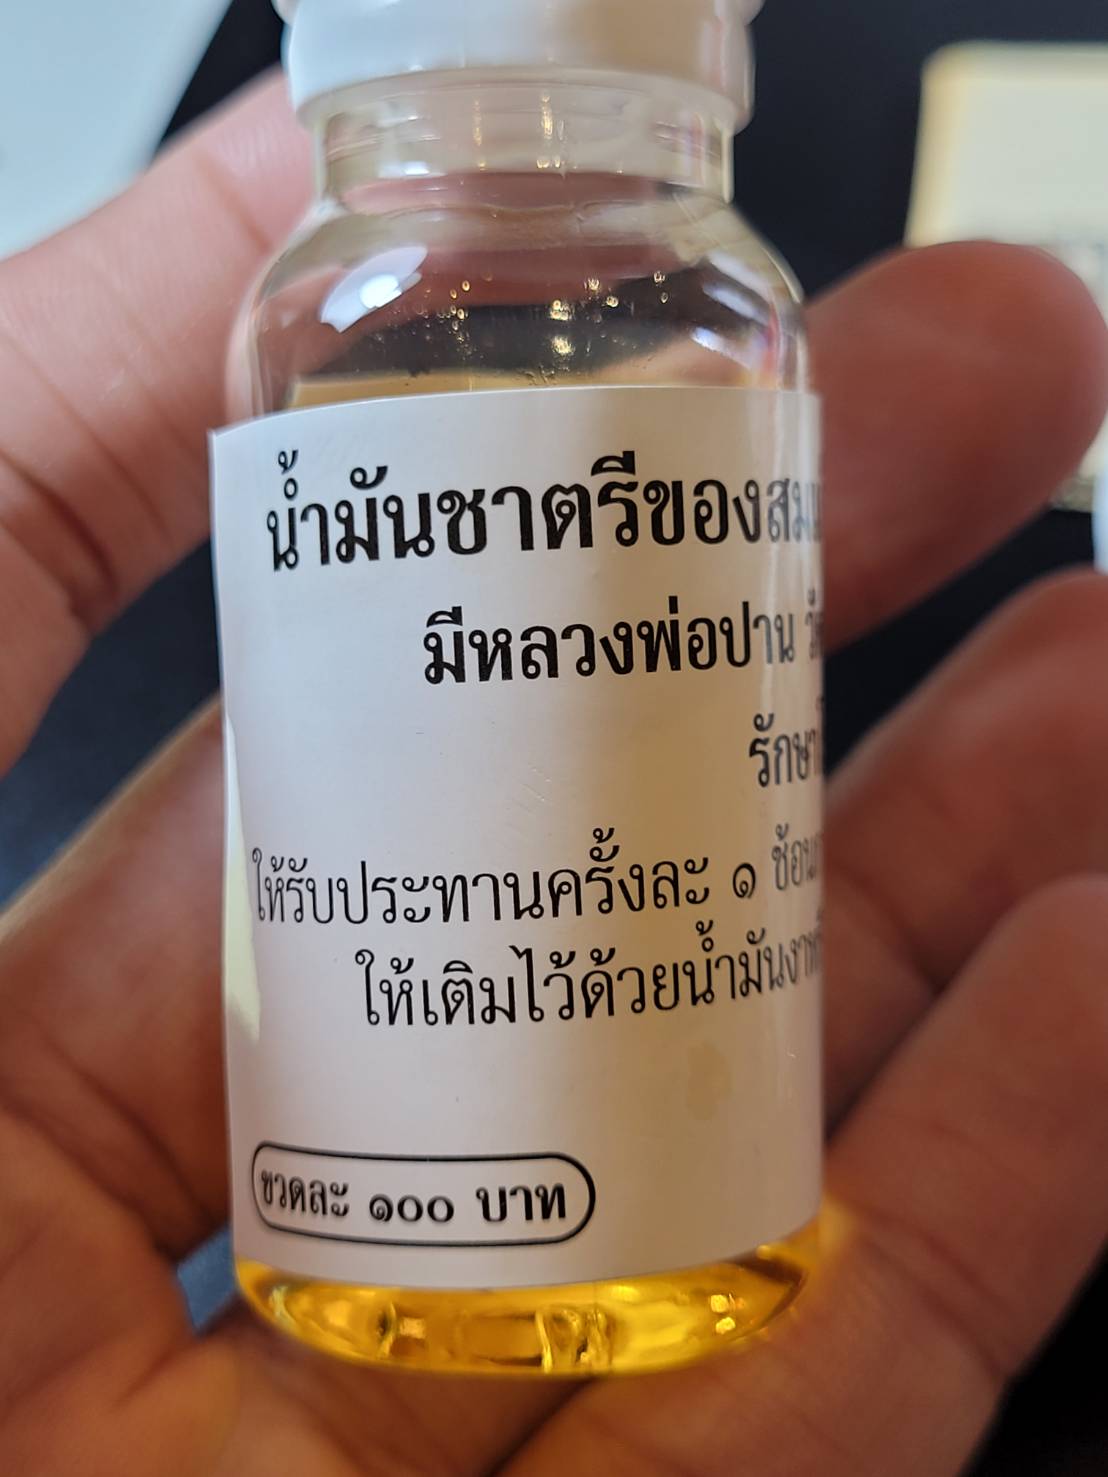 น้ำมันชาตรีของ
มีหลวงพ่อปาน
รักษา
ให้รับประทานครั้งละ ๑
ให้เติมไว้ด้วยน้ำมันงา
ขวดละ ๑๐๐ บาท